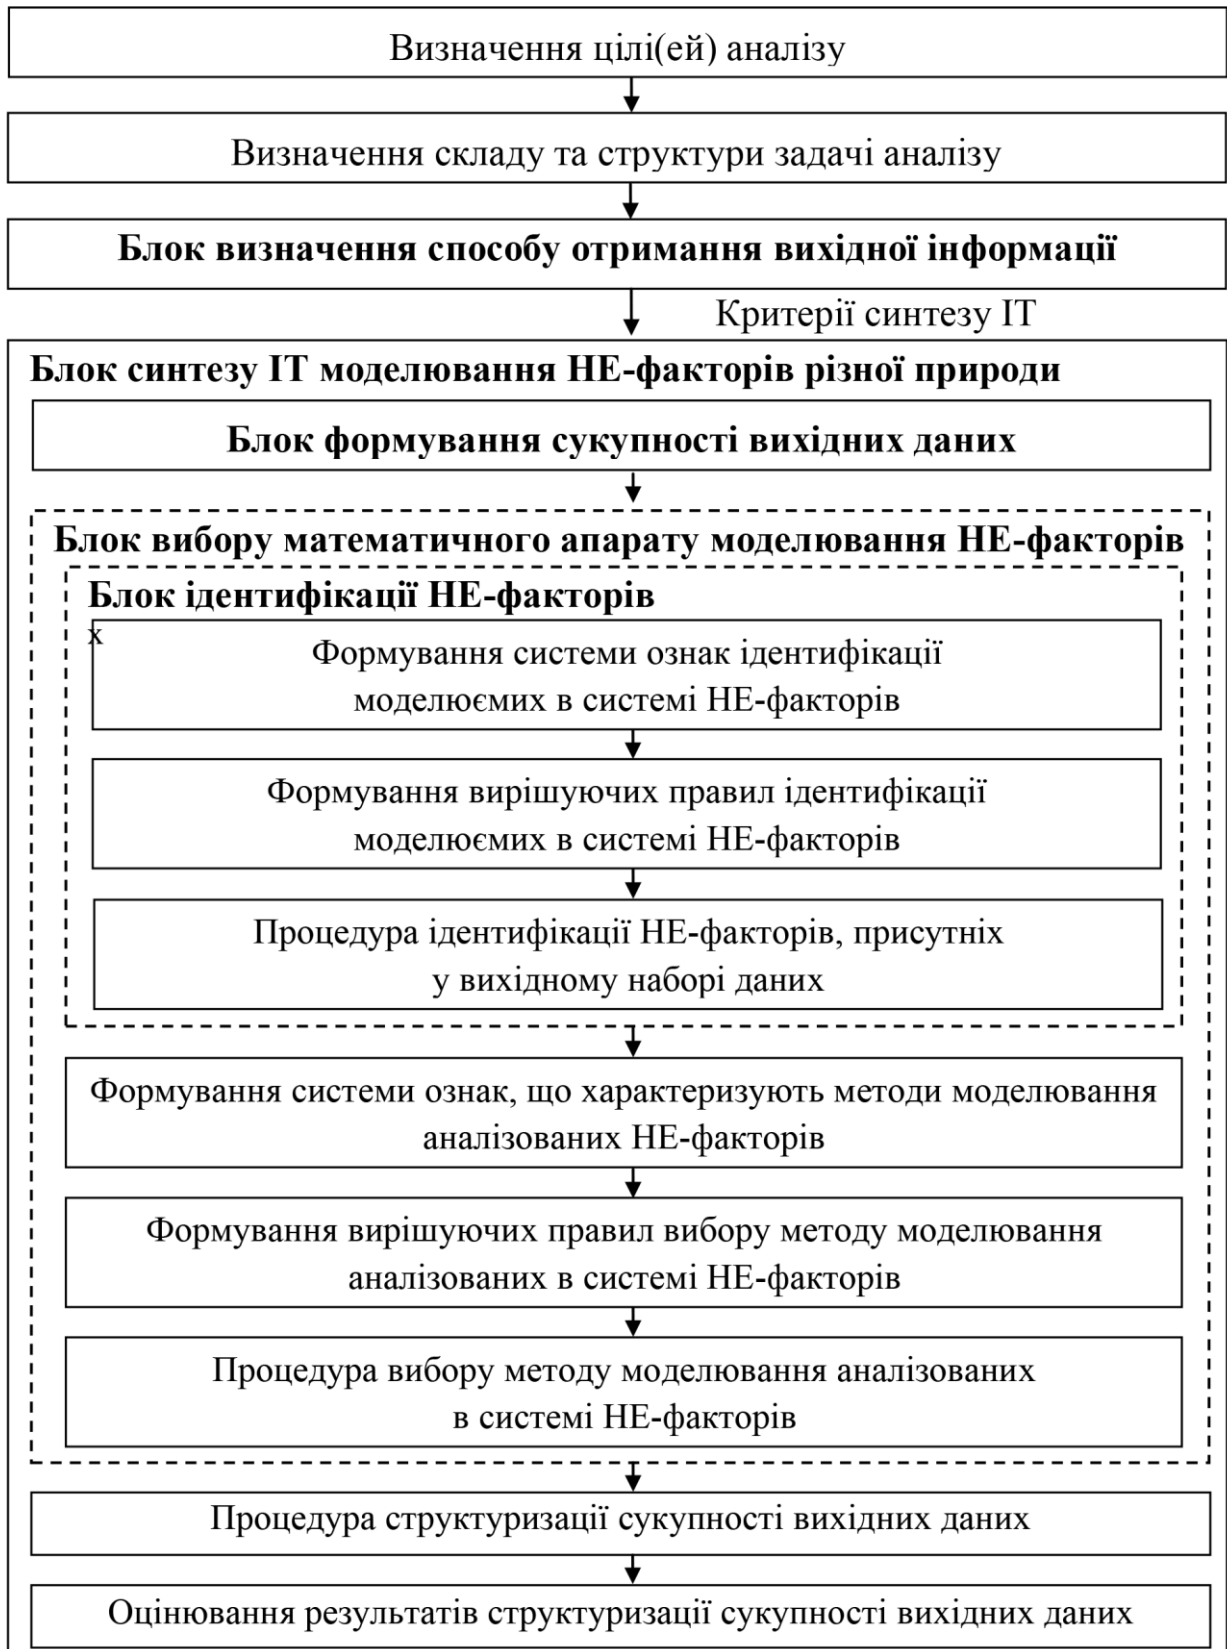 Визначення цілі(ей) аналізу
Визначення складу та структури задачі аналізу
Блок визначення способу отримання вихідної інформації
Критерії синтезу ІТ
Блок синтезу ІТ моделювання НЕ-факторів різної природи
Блок формування сукупності вихідних даних
Блок вибору математичного апарату моделювання НЕ-факторів
Блок ідентифікації НЕ-факторів
х
Формування системи ознак ідентифікації
моделюємих в системі НЕ-факторів
Формування вирішуючих правил ідентифікації
моделюємих в системі НЕ-факторів
Процедура ідентифікації НЕ-факторів, присутніх
у вихідному наборі даних
Формування системи ознак, що характеризують методи моделювання
аналізованих НЕ-факторів
Формування вирішуючих правил вибору методу моделювання
аналізованих в системі НЕ-факторів
Процедура вибору методу моделювання аналізованих
в системі НЕ-факторів
Процедура структуризації сукупності вихідних даних
Оцінювання результатів структуризації сукупності вихідних даних